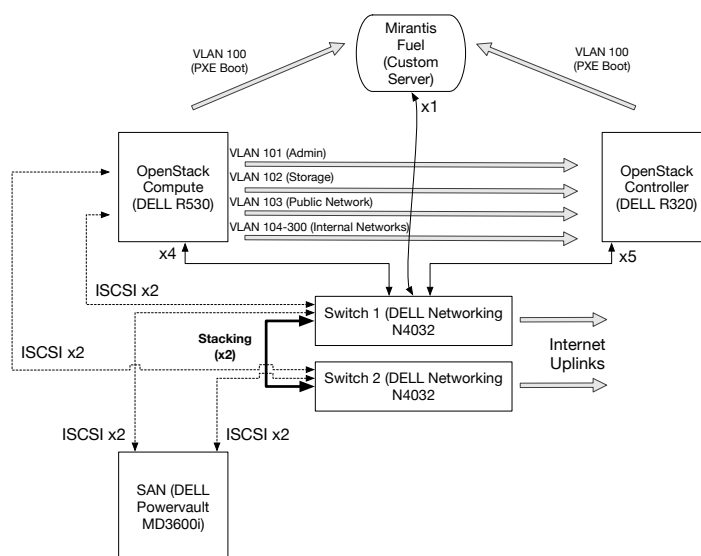 Mirantis
Fuel
(Custom
Server)
VLAN 100
(PXE Boot)
VLAN 100
(PXE Boot)
x1
OpenStack
Compute
(DELL R530)
VLAN 101 (Admin)
VLAN 102 (Storage)
VLAN 103 (Public Network)
VLAN 104-300 (Internal Networks)
OpenStack
Controller
(DELL R320)
x4
x5
ISCSI x2
Switch 1 (DELL Networking
N4032
Stacking
(x2)
Internet
Uplinks
ISCSI x2
Switch 2 (DELL Networking
N4032
ISCSI x2
ISCSI x2
SAN (DELL
Powervault
MD3600i)